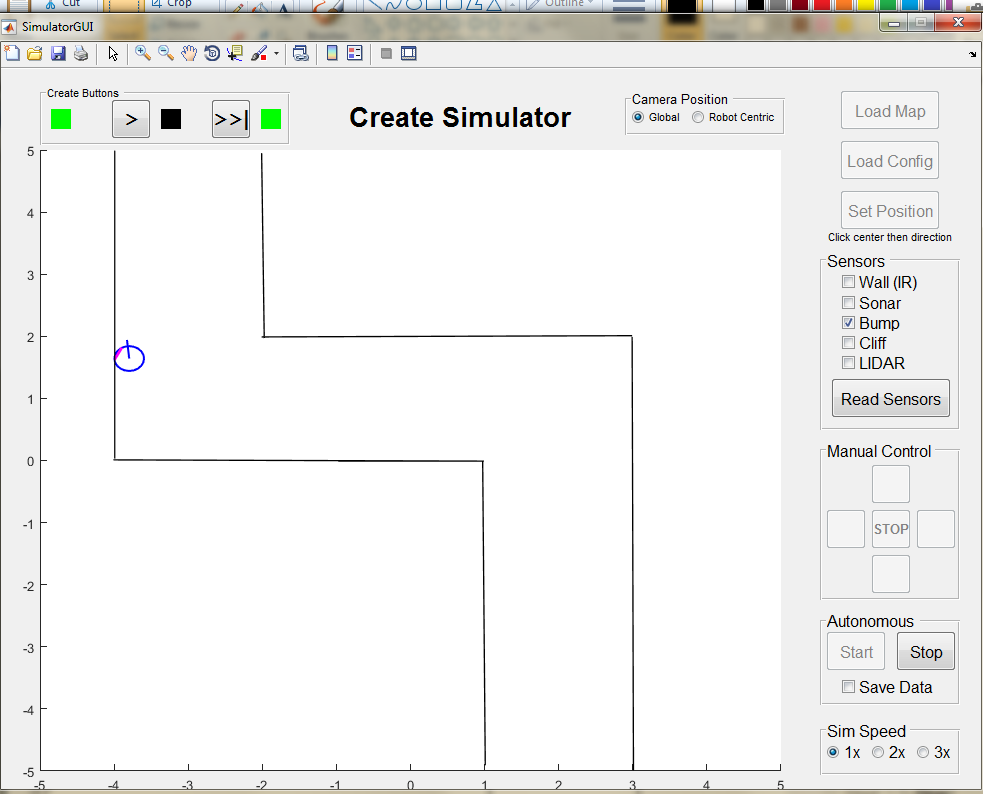 Cut
Crop
Outline
SimulatorGUI
Create Buttons
>
>>|
Create Simulator
Camera Position
Global
Robot Centric
Load Map
Load Config
Set Position
Click center then direction
Sensors
Wall (IR)
Sonar
Bump
Cliff
LIDAR
Read Sensors
Manual Control
STOP
Autonomous
Start
Stop
Save Data
Sim Speed
1x
2x
3x
5
4
3
2
1
0
-1
-2
-3
-4
-5
-5
-4
-3
-2
-1
0
1
2
3
4
5